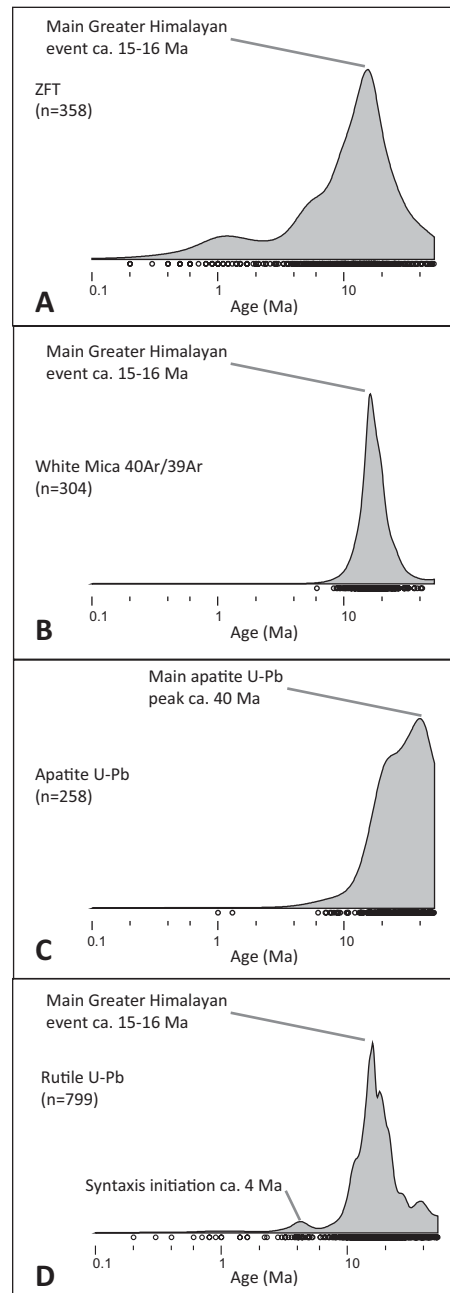 Main Greater Himalayan
event ca. 15-16 Ma
ZFT
(n=358)
0.1 1 10
Age (Ma)
A
Main Greater Himalayan
event ca. 15-16 Ma
White Mica 40Ar/39Ar
(n=304)
0.1 1 10
Age (Ma)
B
Main apatite U-Pb
peak ca. 40 Ma
Apatite U-Pb
(n=258)
0.1 1 10
Age (Ma)
C
Main Greater Himalayan
event ca. 15-16 Ma
Rutile U-Pb
(n=799)
Syntaxis initiation ca. 4 Ma
0.1 1 10
Age (Ma)
D